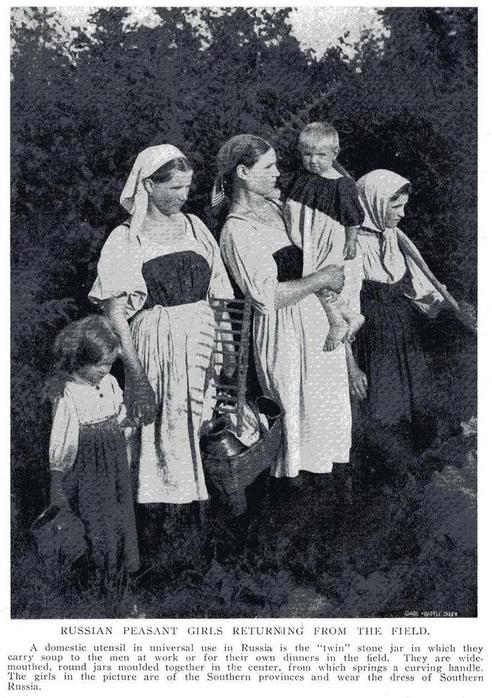 RUSSIAN PEASANT GIRLS RETURNING FROM THE FIELD.
A domestic utensil in universal use in Russia is the "twin" stone jar in which they
carry soup to the men at work or for their own dinners in the field. They are wide-
mouthed, round jars moulded together in the center, from which springs a curving handle.
The girls in the picture are of the Southern provinces and wear the dress of Southern
Russia.